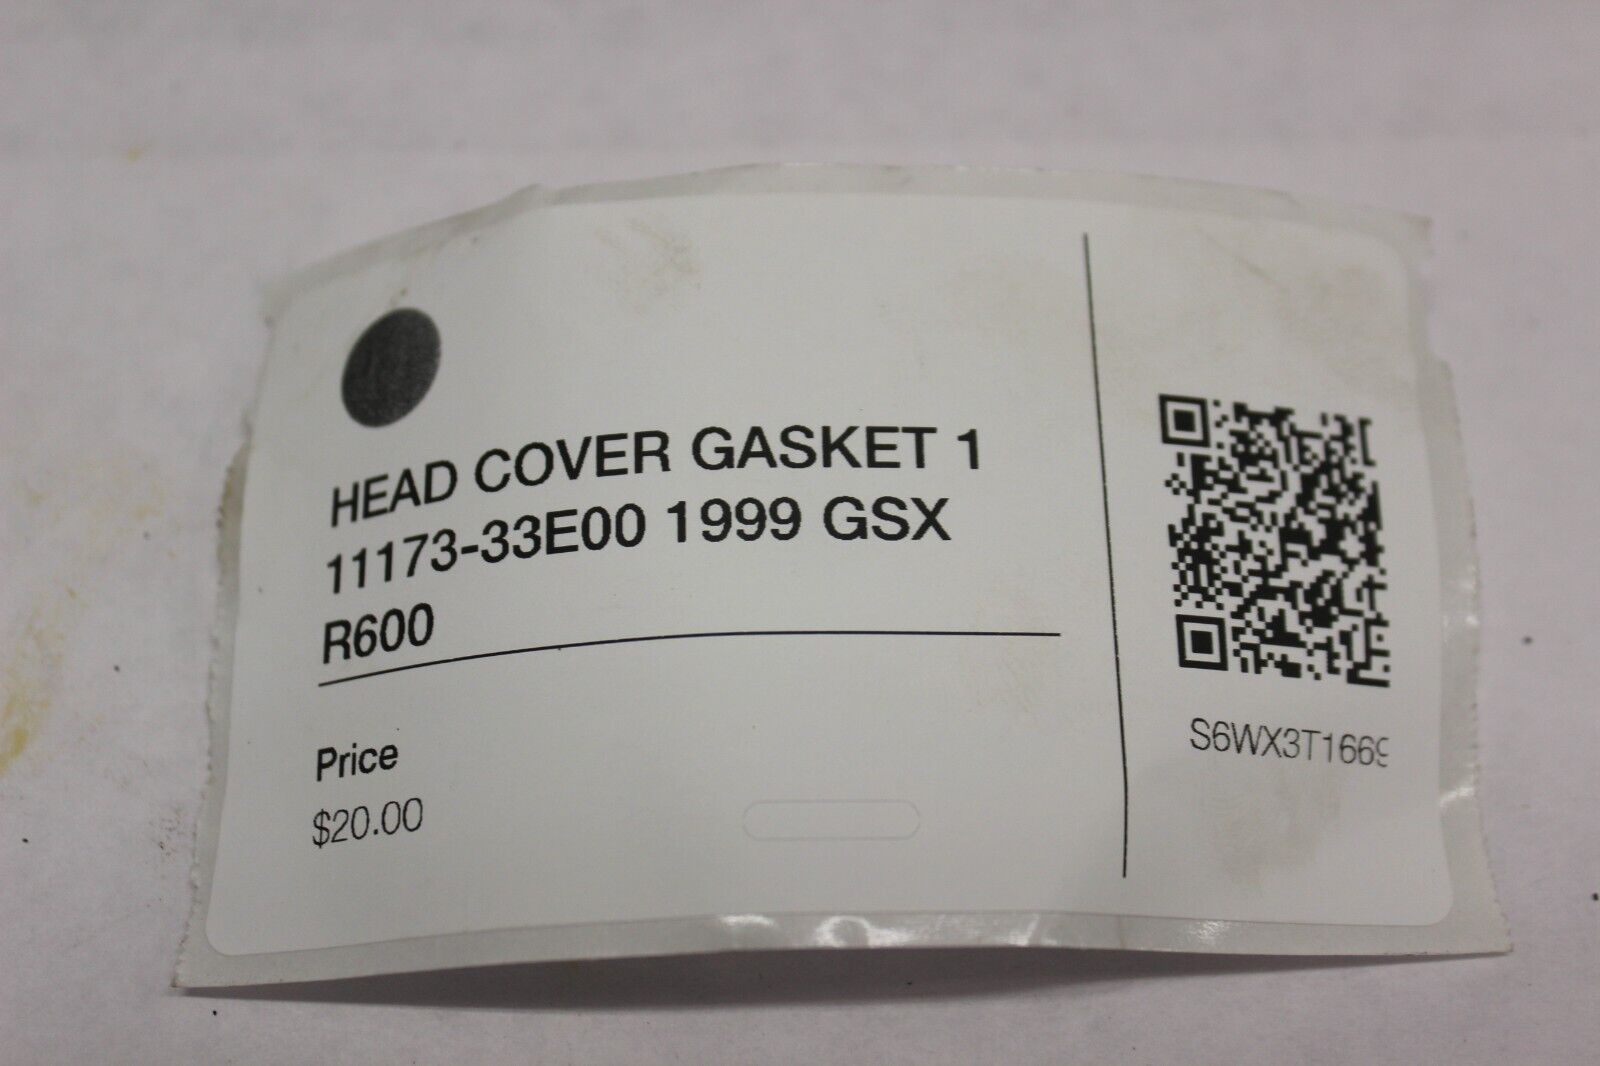 HEAD COVER GASKET 1
11173-33E00 1999 GSX
R600
Price
$20.00
S6WX3T1669